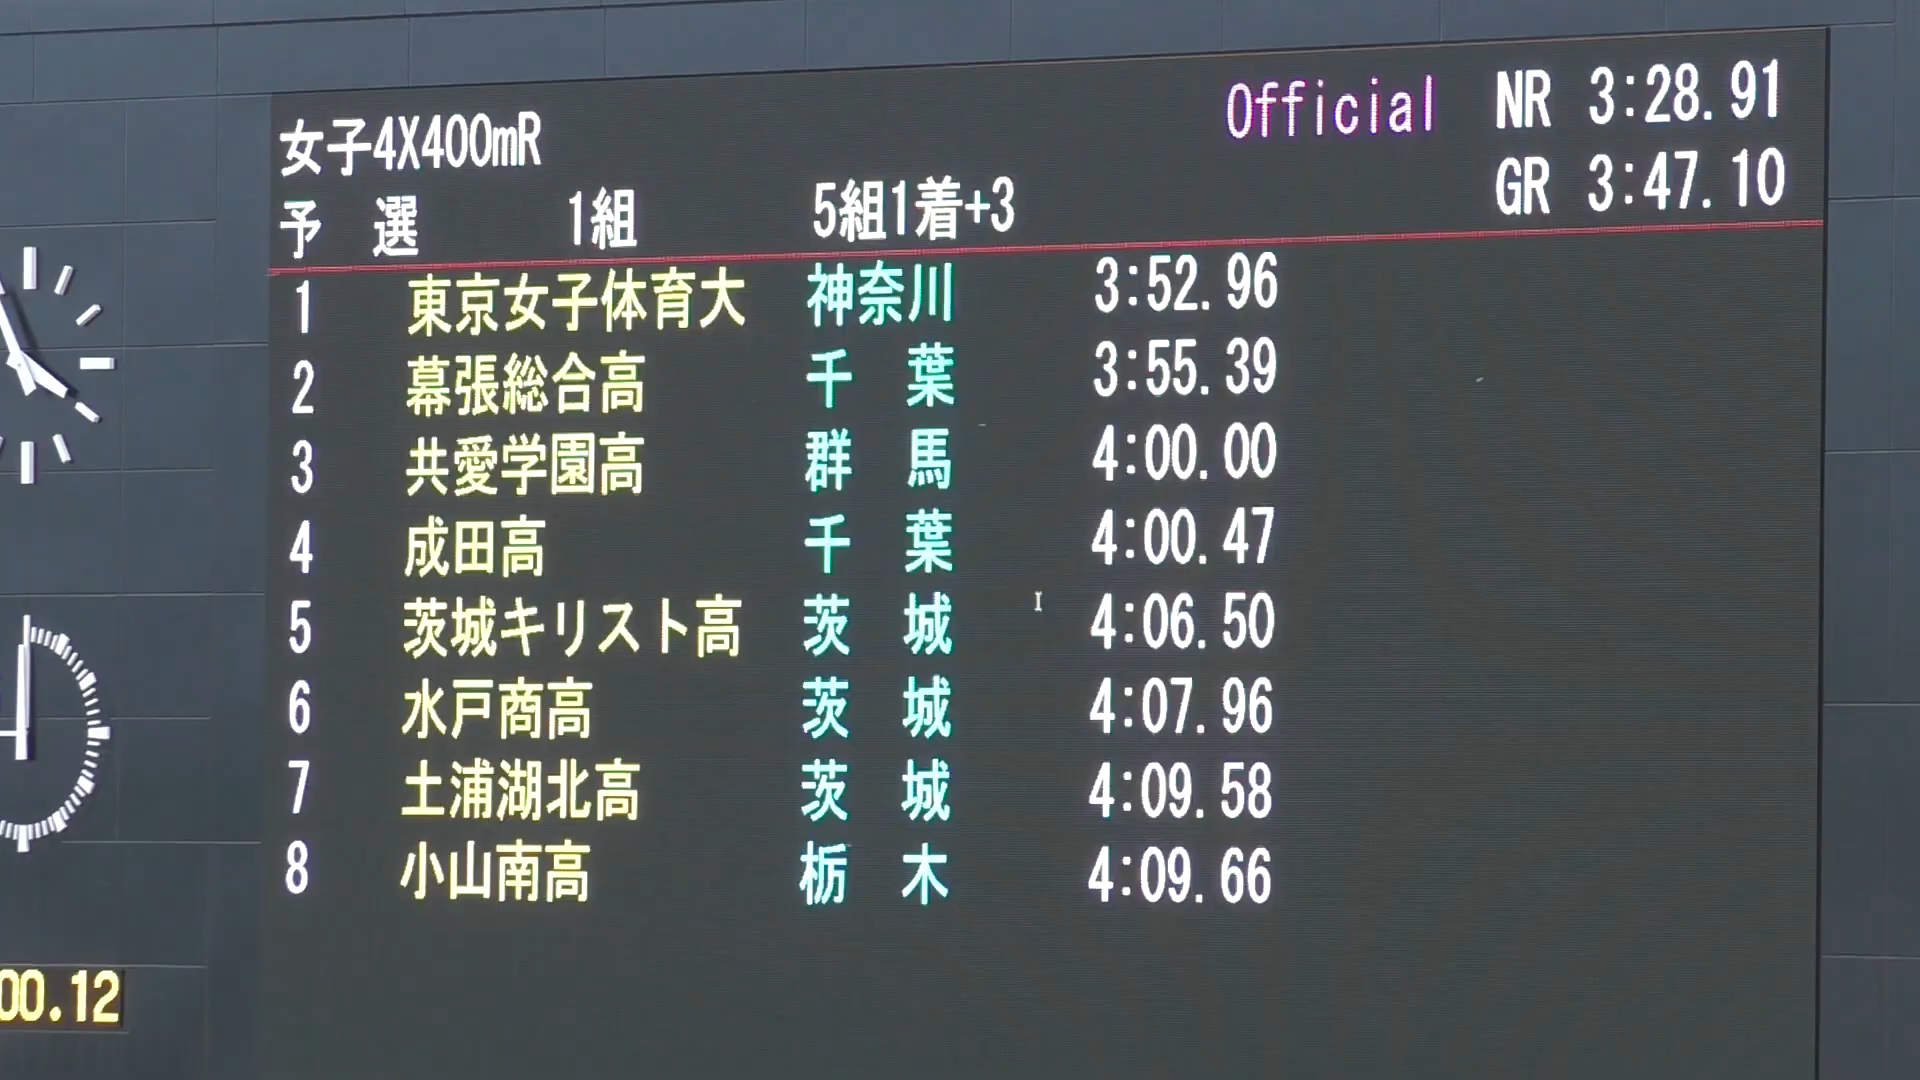 女子4X400mR Official NR 3:28.91
GR 3:47.10
予 選 1組 5組1着+3
1 東京女子体育大 神奈川 3:52.96
2 幕張総合高 千 葉 3:55.39
3 共愛学園高 群 馬 4:00.00
4 成田高 千 葉 4:00.47
5 茨城キリスト高 茨 城 4:06.50
6 水戸商高 茨 城 4:07.96
7 土浦湖北高 茨 城 4:09.58
8 小山南高 栃 木 4:09.66
00.12